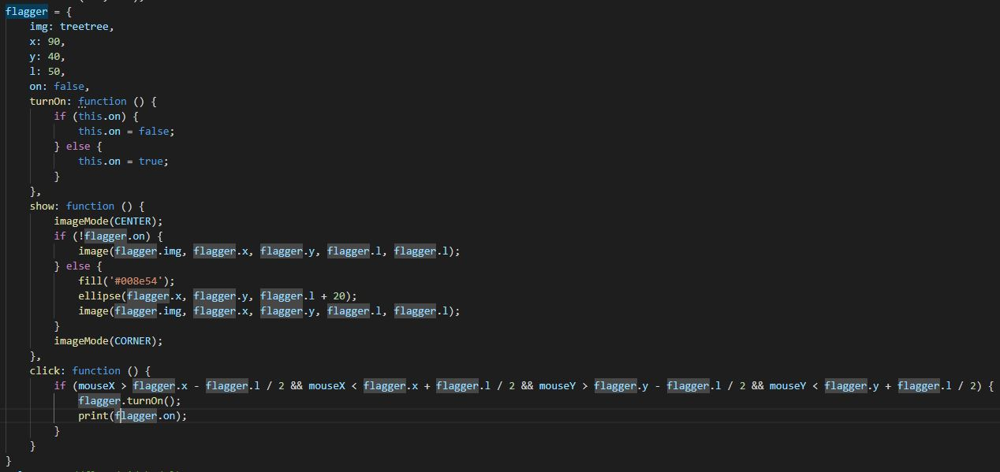 flagger = {
    img: treetree,
    x: 90,
    y: 40,
    l: 50,
    on: false,
    turnOn: function () {
        if (this.on) {
            this.on = false;
        } else {
            this.on = true;
        }
    },
    show: function () {
        imageMode(CENTER);
        if (!flagger.on) {
            image(flagger.img, flagger.x, flagger.y, flagger.l, flagger.l);
        } else {
            fill('#008e54');
            ellipse(flagger.x, flagger.y, flagger.l + 20);
            image(flagger.img, flagger.x, flagger.y, flagger.l, flagger.l);
        }
        imageMode(CORNER);
    },
    click: function () {
        if (mouseX > flagger.x - flagger.l / 2 && mouseX < flagger.x + flagger.l / 2 && mouseY > flagger.y - flagger.l / 2 && mouseY < flagger.y + flagger.l / 2) {
            flagger.turnOn();
            print(flagger.on);
        }
    }
}